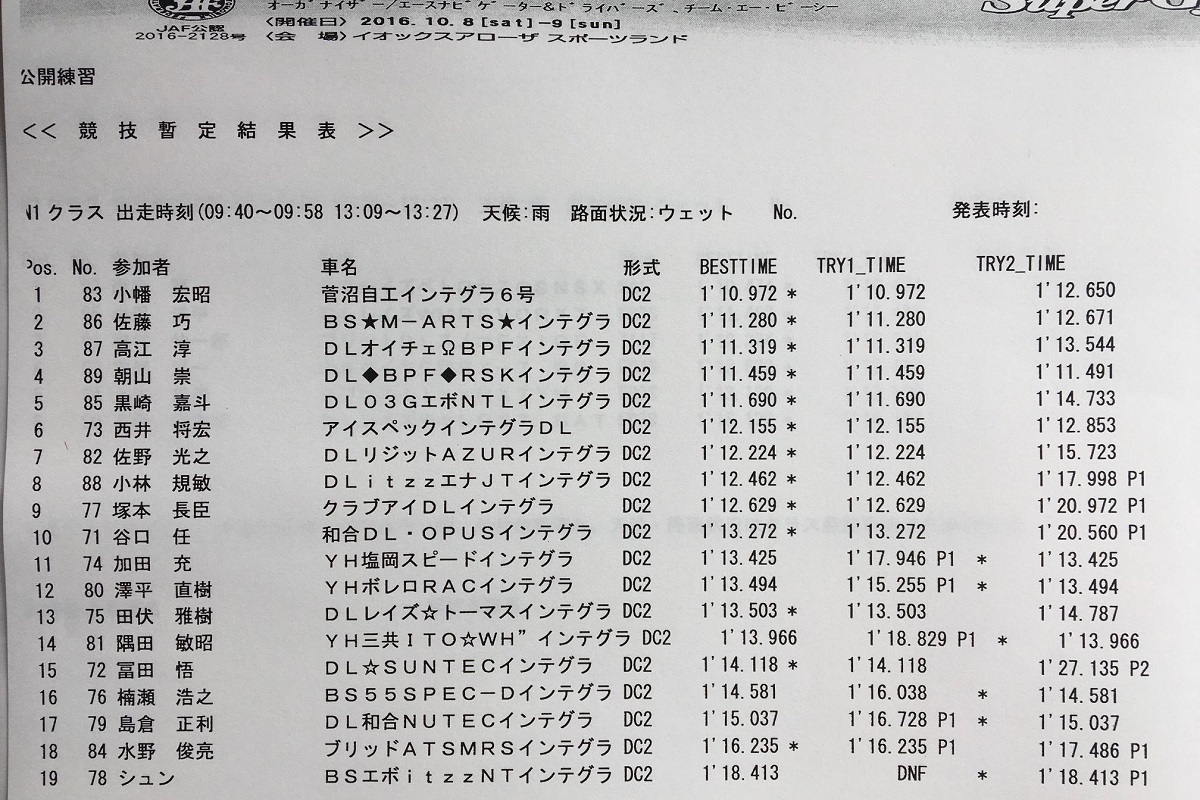 オーガナイザー/エースナビゲーター&ドライバーズ、チーム・エー・ピーシー
Super
JAF公認
2016-2128号
〈開催日〉 2016. 10. 8 [sat] -9 [sun]
〈会 場〉イオックスアローザ スポーツランド
公開練習
<< 競 技 暫 定 結 果 表 >>
N1 クラス 出走時刻(09:40～09:58 13:09～13:27) 天候:雨 路面状況:ウェット No. 発表時刻:
Pos. No. 参加者 車名 形式 BESTTIME TRY1_TIME TRY2_TIME
1 83 小幡 宏昭 菅沼自工インテグラ6号 DC2 1'10.972 * 1'10.972 1'12.650
2 86 佐藤 巧 BS★M－ARTS★インテグラ DC2 1'11.280 * 1'11.280 1'12.671
3 87 高江 淳 DLオイチェΩBPFインテグラ DC2 1'11.319 * 1'11.319 1'13.544
4 89 朝山 崇 DL◆BPF◆RSKインテグラ DC2 1'11.459 * 1'11.459 1'11.491
5 85 黒崎 嘉斗 DL03GエボNTLインテグラ DC2 1'11.690 * 1'11.690 1'14.733
6 73 西井 将宏 アイスペックインテグラDL DC2 1'12.155 * 1'12.155 1'12.853
7 82 佐野 光之 DLリジットAZURインテグラ DC2 1'12.224 * 1'12.224 1'15.723
8 88 小林 規敏 DLitzzエナJTインテグラ DC2 1'12.462 * 1'12.462 1'17.998 P1
9 77 塚本 長臣 クラブアイDLインテグラ DC2 1'12.629 * 1'12.629 1'20.972 P1
10 71 谷口 任 和合DL・OPUSインテグラ DC2 1'13.272 * 1'13.272 1'20.560 P1
11 74 加田 充 YH塩岡スピードインテグラ DC2 1'13.425 1'17.946 P1 * 1'13.425
12 80 澤平 直樹 YHボレロRACインテグラ DC2 1'13.494 1'15.255 P1 * 1'13.494
13 75 田伏 雅樹 DLレイズ☆トーマスインテグラ DC2 1'13.503 * 1'13.503 1'14.787
14 81 隅田 敏昭 YH三共ITO☆WH”インテグラ DC2 1'13.966 1'18.829 P1 * 1'13.966
15 72 冨田 悟 DL☆SUNTECインテグラ DC2 1'14.118 * 1'14.118 1'27.135 P2
16 76 楠瀬 浩之 BS55SPEC－Dインテグラ DC2 1'14.581 1'16.038 * 1'14.581
17 79 島倉 正利 DL和合NUTECインテグラ DC2 1'15.037 1'16.728 P1 * 1'15.037
18 84 水野 俊亮 ブリッドATSMRSインテグラ DC2 1'16.235 * 1'16.235 P1 1'17.486 P1
19 78 シュン BSエボitzzNTインテグラ DC2 1'18.413 DNF * 1'18.413 P1